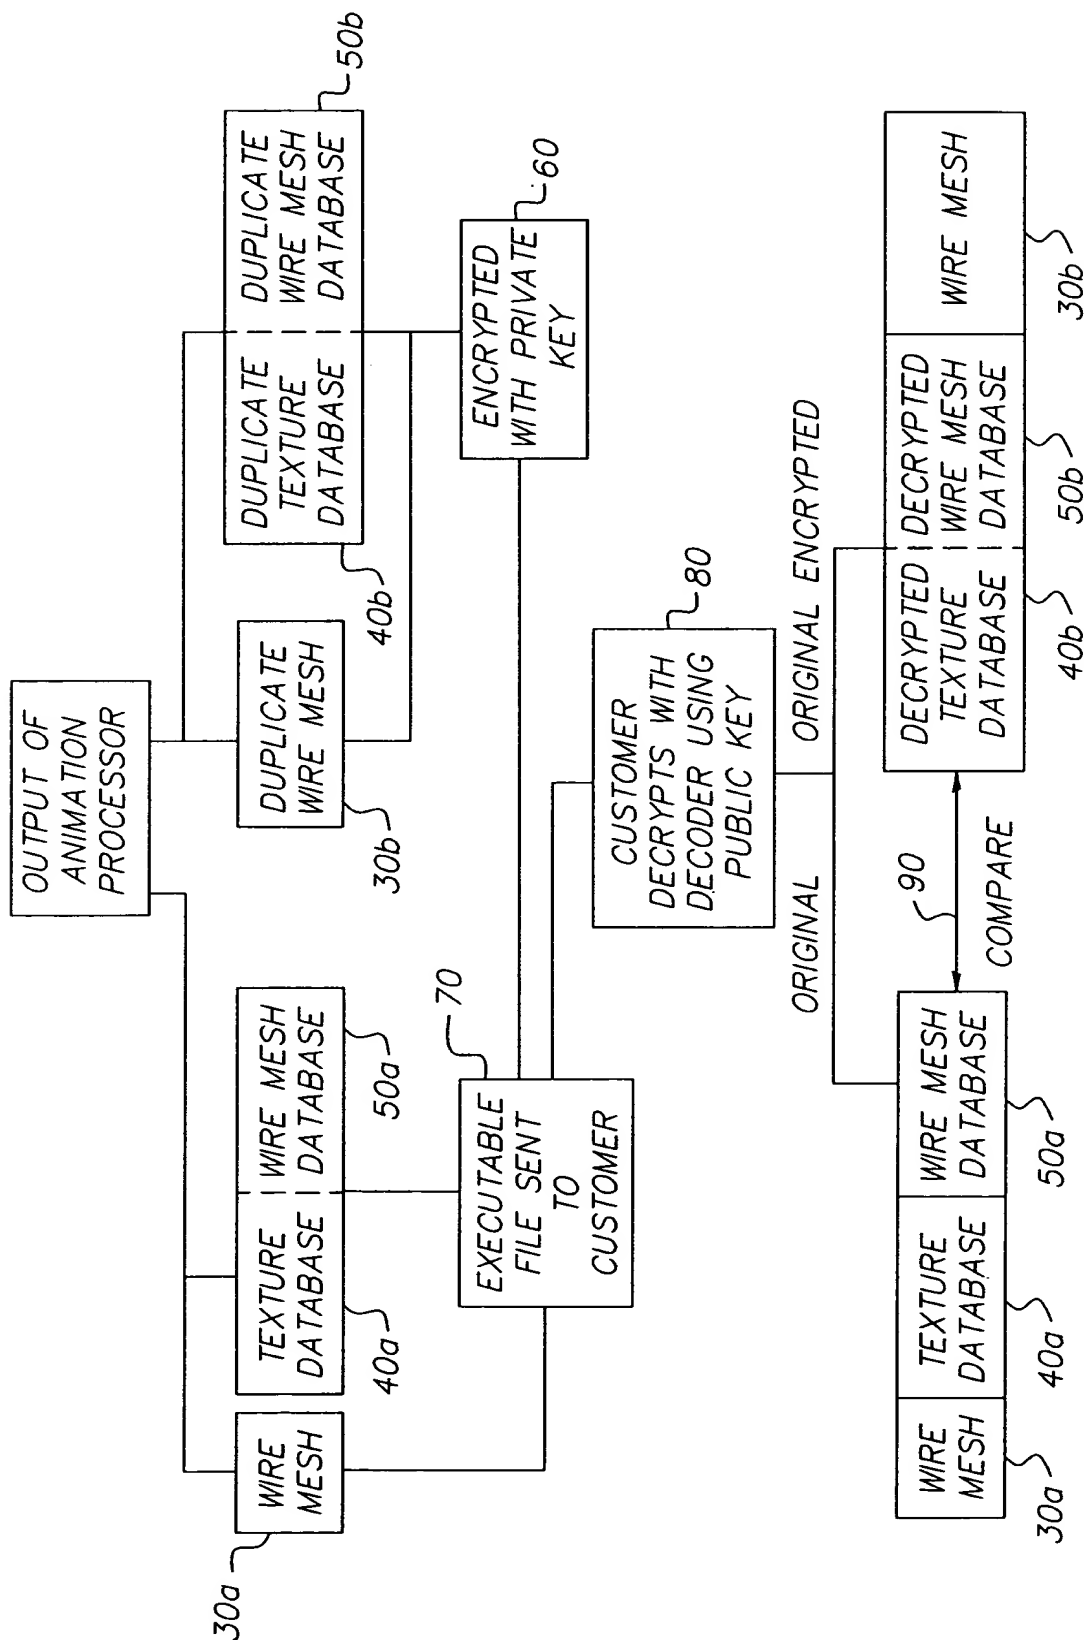 OUTPUT OF
ANIMATION
PROCESSOR
30a
WIRE
MESH
TEXTURE
DATABASE
WIRE MESH
DATABASE
40a
50a
DUPLICATE
WIRE MESH
30b
DUPLICATE
TEXTURE
DATABASE
DUPLICATE
WIRE MESH
DATABASE
40b
50b
70
EXECUTABLE
FILE SENT
TO
CUSTOMER
ENCRYPTED
WITH PRIVATE
KEY
60
CUSTOMER
DECRYPTS WITH
DECODER USING
PUBLIC KEY
80
ORIGINAL
ORIGINAL ENCRYPTED
WIRE
MESH
TEXTURE
DATABASE
WIRE MESH
DATABASE
30a
40a
50a
90
COMPARE
DECRYPTED
TEXTURE
DATABASE
DECRYPTED
WIRE MESH
DATABASE
WIRE MESH
40b
50b
30b